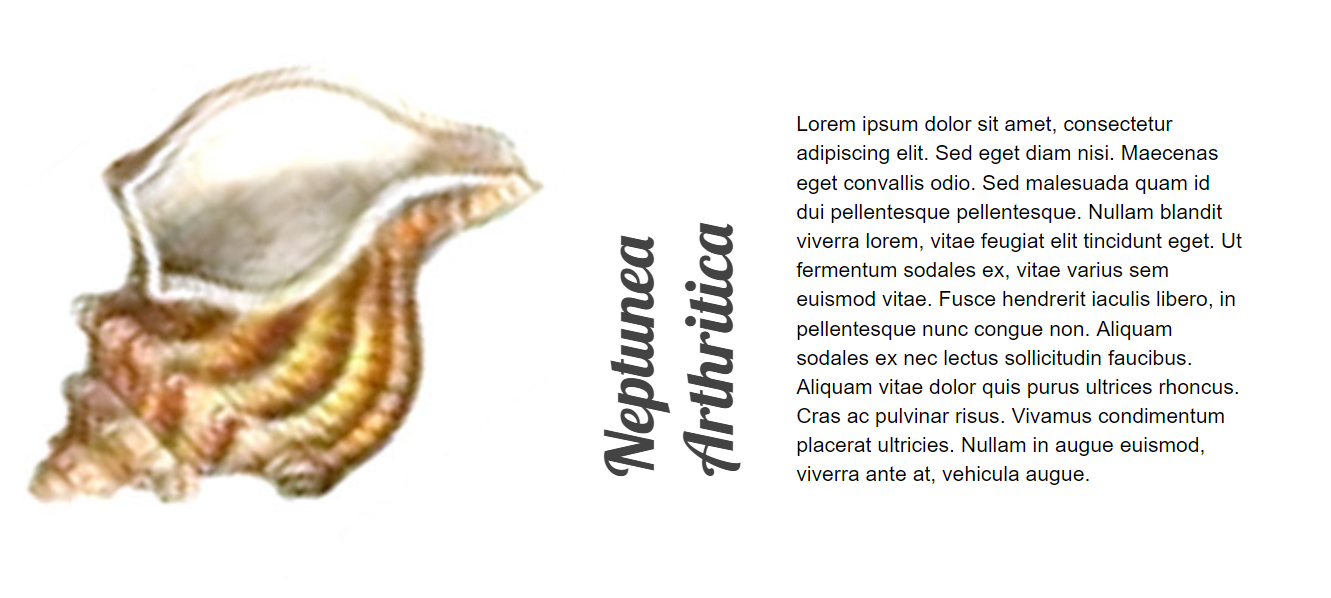 Neptunea
Arthritica
Lorem ipsum dolor sit amet, consectetur
adipiscing elit. Sed eget diam nisi. Maecenas
eget convallis odio. Sed malesuada quam id
dui pellentesque pellentesque. Nullam blandit
viverra lorem, vitae feugiat elit tincidunt eget. Ut
fermentum sodales ex, vitae varius sem
euismod vitae. Fusce hendrerit iaculis libero, in
pellentesque nunc congue non. Aliquam
sodales ex nec lectus sollicitudin faucibus.
Aliquam vitae dolor quis purus ultrices rhoncus.
Cras ac pulvinar risus. Vivamus condimentum
placerat ultricies. Nullam in augue euismod,
viverra ante at, vehicula augue.